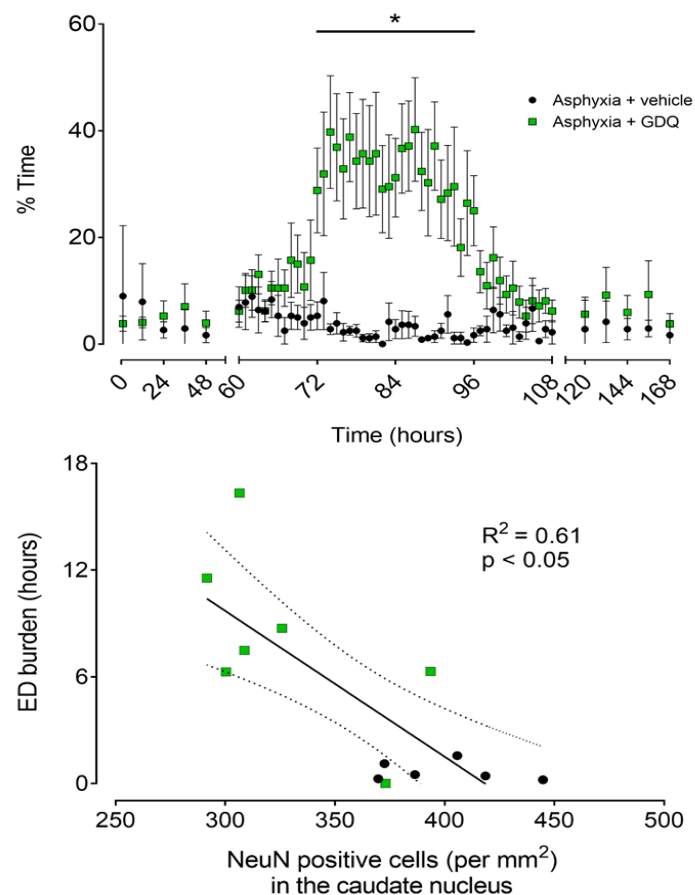 60
40
20
0
% Time
*
Asphyxia + vehicle
Asphyxia + GDQ
0
24
48
60
72
84
96
108
120
144
168
Time (hours)
18
12
6
0
ED burden (hours)
R² = 0.61
p < 0.05
250
300
350
400
450
500
NeuN positive cells (per mm²)
in the caudate nucleus